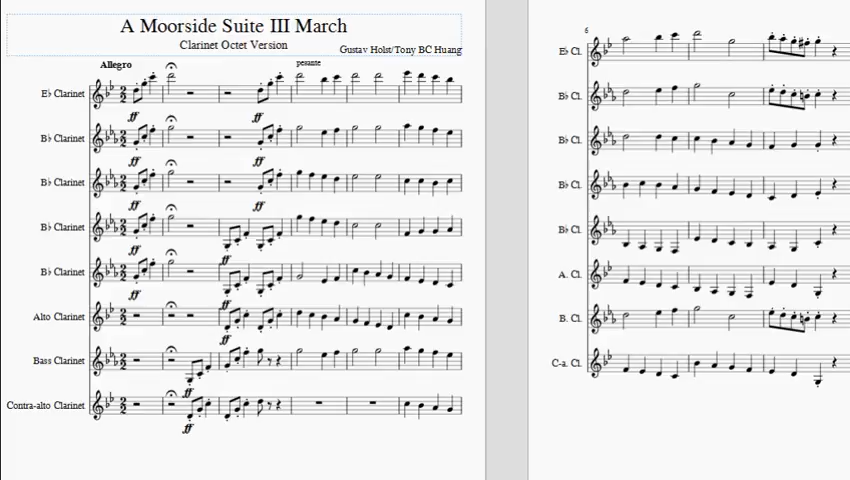 A Moorside Suite III March
Clarinet Octet Version
Gustav Holst/Tony BC Huang
Allegro
pesante
E♭ Clarinet
ff
ff
B♭ Clarinet
ff
ff
B♭ Clarinet
ff
ff
B♭ Clarinet
ff
ff
B♭ Clarinet
ff
ff
Alto Clarinet
ff
Bass Clarinet
ff
Contra-alto Clarinet
ff
5
E♭ Cl.
B♭ Cl.
B♭ Cl.
B♭ Cl.
B♭ Cl.
A. Cl.
B. Cl.
C-a. Cl.